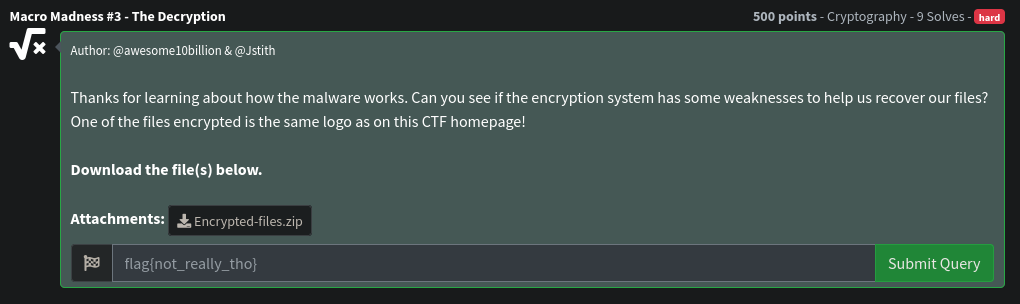 Macro Madness #3 - The Decryption 500 points - Cryptography - 9 Solves - hard
Author: @awesome10billion & @Jstith
Thanks for learning about how the malware works. Can you see if the encryption system has some weaknesses to help us recover our files?
One of the files encrypted is the same logo as on this CTF homepage!
Download the file(s) below.
Attachments: Encrypted-files.zip
flag{not_really_tho} Submit Query